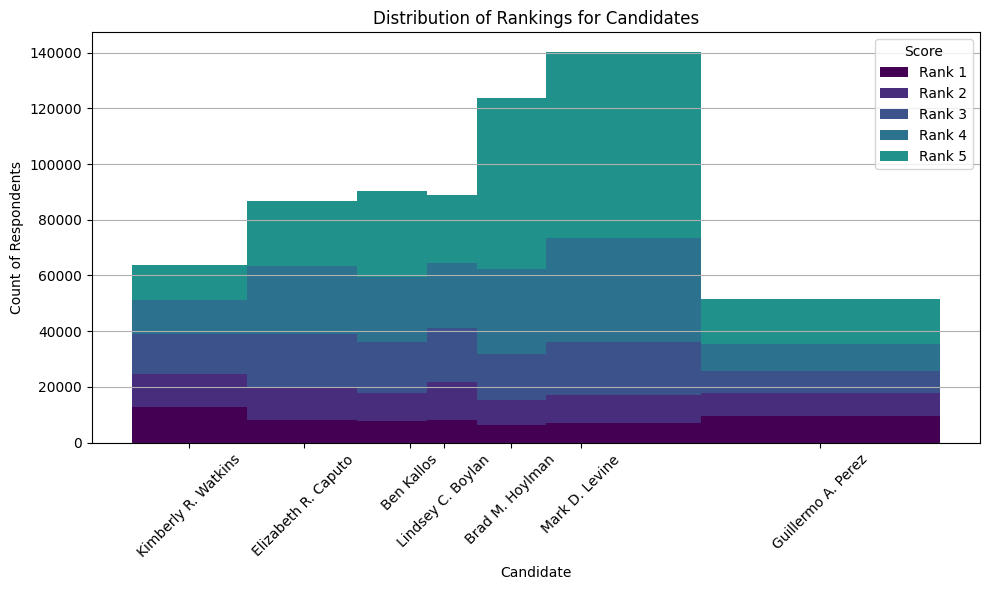 Distribution of Rankings for Candidates
Score
Rank 1
Rank 2
Rank 3
Rank 4
Rank 5
Count of Respondents
140000
120000
100000
80000
60000
40000
20000
0
Kimberly R. Watkins
Elizabeth R. Caputo
Ben Kallos
Lindsey C. Boylan
Brad M. Hoylman
Mark D. Levine
Guillermo A. Perez
Candidate